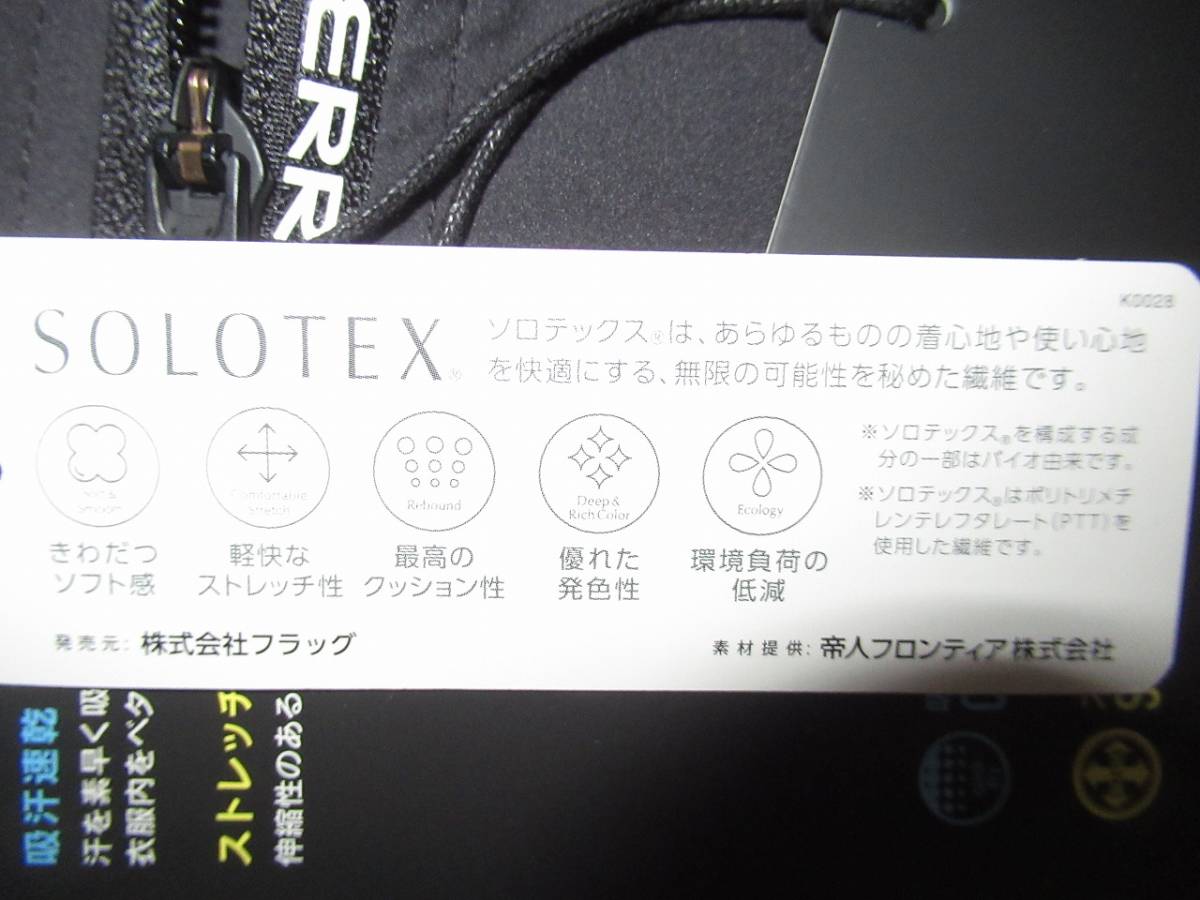 ERR
K0028
SOLOTEX®
ソロテックス®は、あらゆるものの着心地や使い心地
を快適にする、無限の可能性を秘めた繊維です。
Soft &
Smooth
Comfortable
Stretch
Rebound
Deep &
Rich Color
Ecology
きわだつ
ソフト感
軽快な
ストレッチ性
最高の
クッション性
優れた
発色性
環境負荷の
低減
※ソロテックス®を構成する成
分の一部はバイオ由来です。
※ソロテックス®はポリトリメチ
レンテレフタレート(PTT)を
使用した繊維です。
発売元:株式会社フラッグ
素材提供:帝人フロンティア株式会社
吸汗速乾
汗を素早く吸
衣服内をベタ
ストレッチ
伸縮性のある